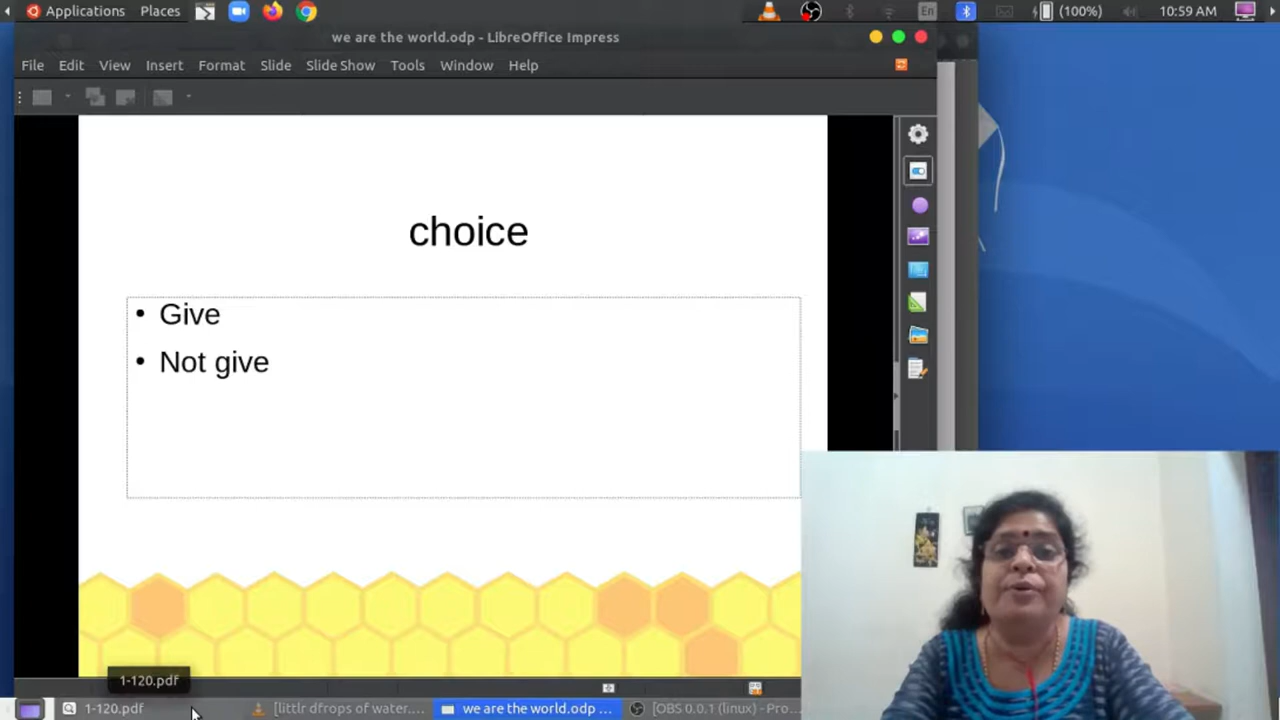 Applications Places En (100%) 10:59 AM
we are the world.odp - LibreOffice Impress
File Edit View Insert Format Slide Slide Show Tools Window Help
choice
• Give
• Not give
1-120.pdf
1-120.pdf [littlr dfrops of water.... we are the world.odp ... [OBS 0.0.1 (linux) - Pro...